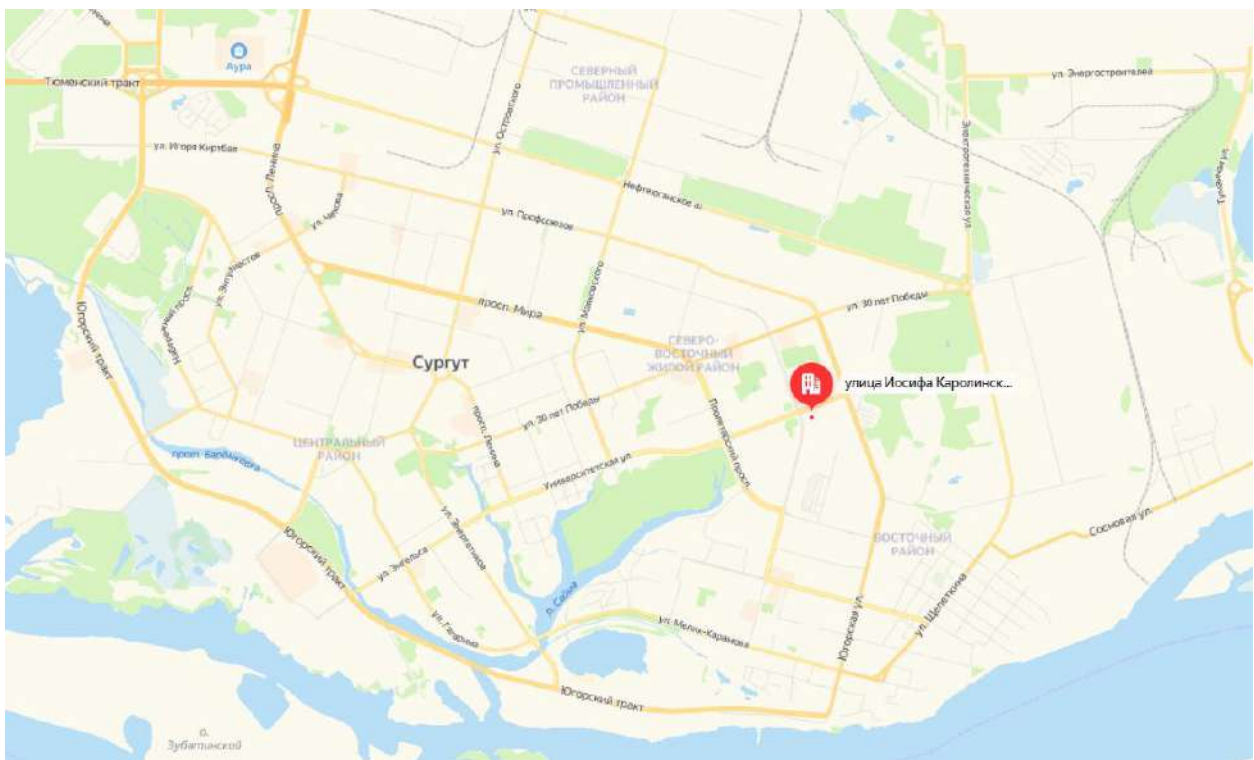 Аура
Тюменский тракт
СЕВЕРНЫЙ
ПРОМЫШЛЕННЫЙ
РАЙОН
ул. Энергостроителей
ул. Островского
Электротехническая ул.
ул. Игоря Киртбая
просп. Ленина
Нефтеюганское ш.
ул. Чехова
ул. Профсоюзов
ул. Энтузиастов
Набережный просп.
ул. Маяковского
Югорский тракт
просп. Мира
ул. 30 лет Победы
СЕВЕРО-
ВОСТОЧНЫЙ
ЖИЛОЙ РАЙОН
Сургут
улица Иосифа Каролинск...
просп. Ленина
ул. 30 лет Победы
Пролетарский просп.
ЦЕНТРАЛЬНЫЙ
РАЙОН
Университетская ул.
ул. Энергетиков
Югорский тракт
ул. Энгельса
Сосновая ул.
ВОСТОЧНЫЙ
РАЙОН
р. Сайма
ул. Гагарина
ул. Мелик-Карамова
Югорская ул.
ул. Щепеткина
Югорский тракт
о.
Зубатинский